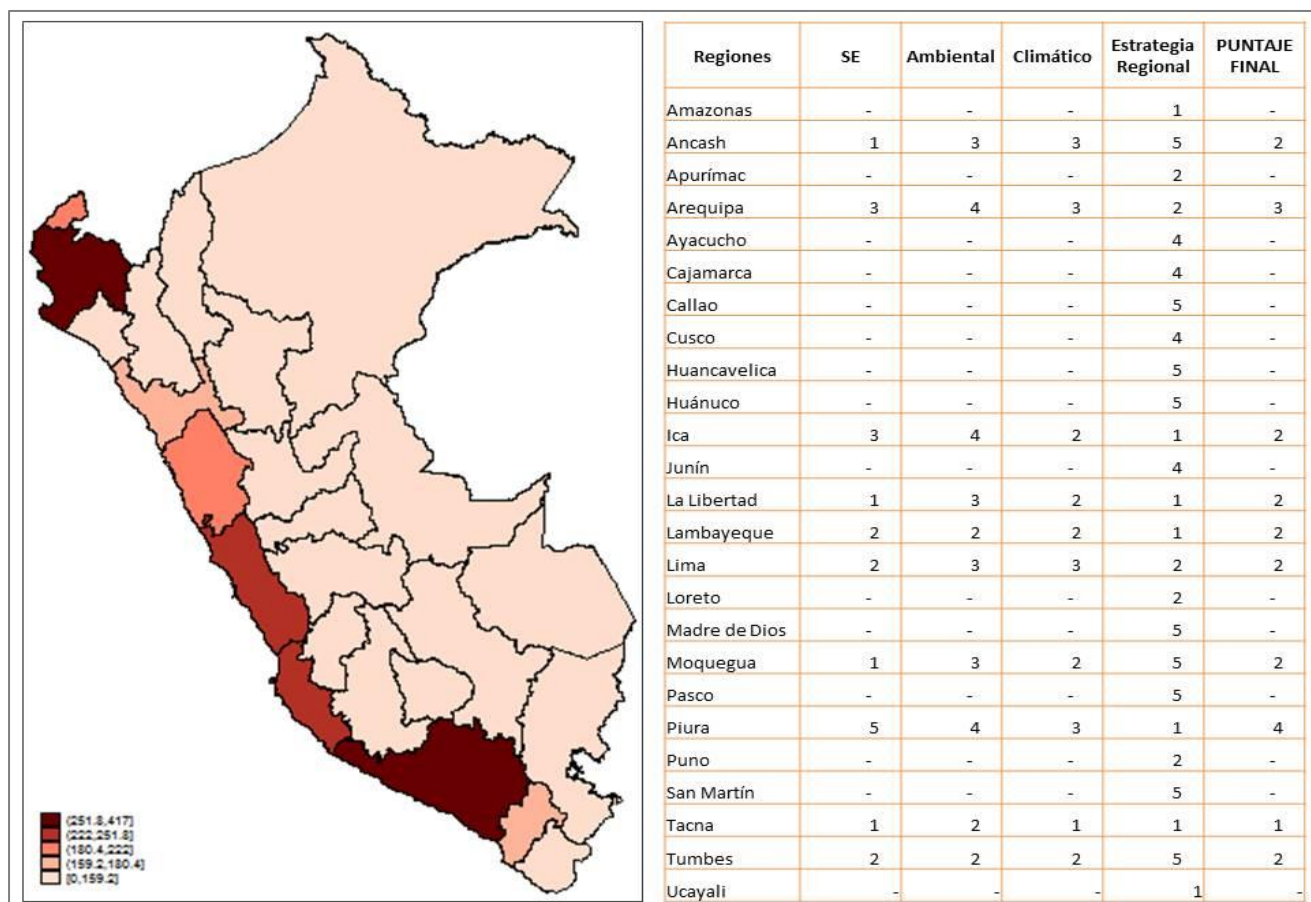 (251.8,417]
(222,251.8]
(180.4,222]
(159.2,180.4]
[0,159.2]
Regiones SE Ambiental Climático Estrategia Regional PUNTAJE FINAL
Amazonas - - - 1 -
Ancash 1 3 3 5 2
Apurímac - - - 2 -
Arequipa 3 4 3 2 3
Ayacucho - - - 4 -
Cajamarca - - - 4 -
Callao - - - 5 -
Cusco - - - 4 -
Huancavelica - - - 5 -
Huánuco - - - 5 -
Ica 3 4 2 1 2
Junín - - - 4 -
La Libertad 1 3 2 1 2
Lambayeque 2 2 2 1 2
Lima 2 3 3 2 2
Loreto - - - 2 -
Madre de Dios - - - 5 -
Moquegua 1 3 2 5 2
Pasco - - - 5 -
Piura 5 4 3 1 4
Puno - - - 2 -
San Martín - - - 5 -
Tacna 1 2 1 1 1
Tumbes 2 2 2 5 2
Ucayali - - - 1 -